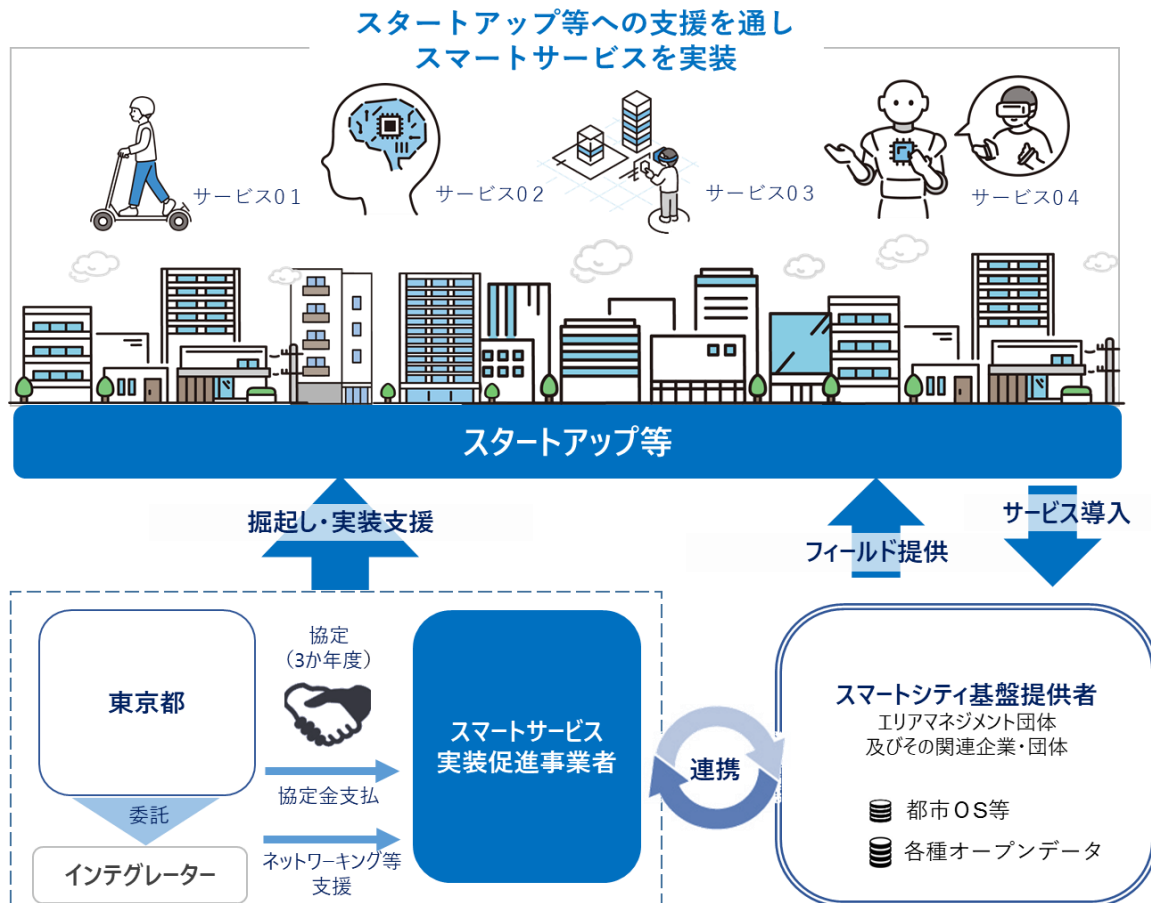 スタートアップ等への支援を通し
スマートサービスを実装
サービス01
サービス02
サービス03
サービス04
スタートアップ等
掘起し・実装支援
フィールド提供
サービス導入
東京都
委託
インテグレーター
協定
(3か年度)
協定金支払
ネットワーキング等
支援
スマートサービス
実装促進事業者
連携
スマートシティ基盤提供者
エリアマネジメント団体
及びその関連企業・団体
都市OS等
各種オープンデータ